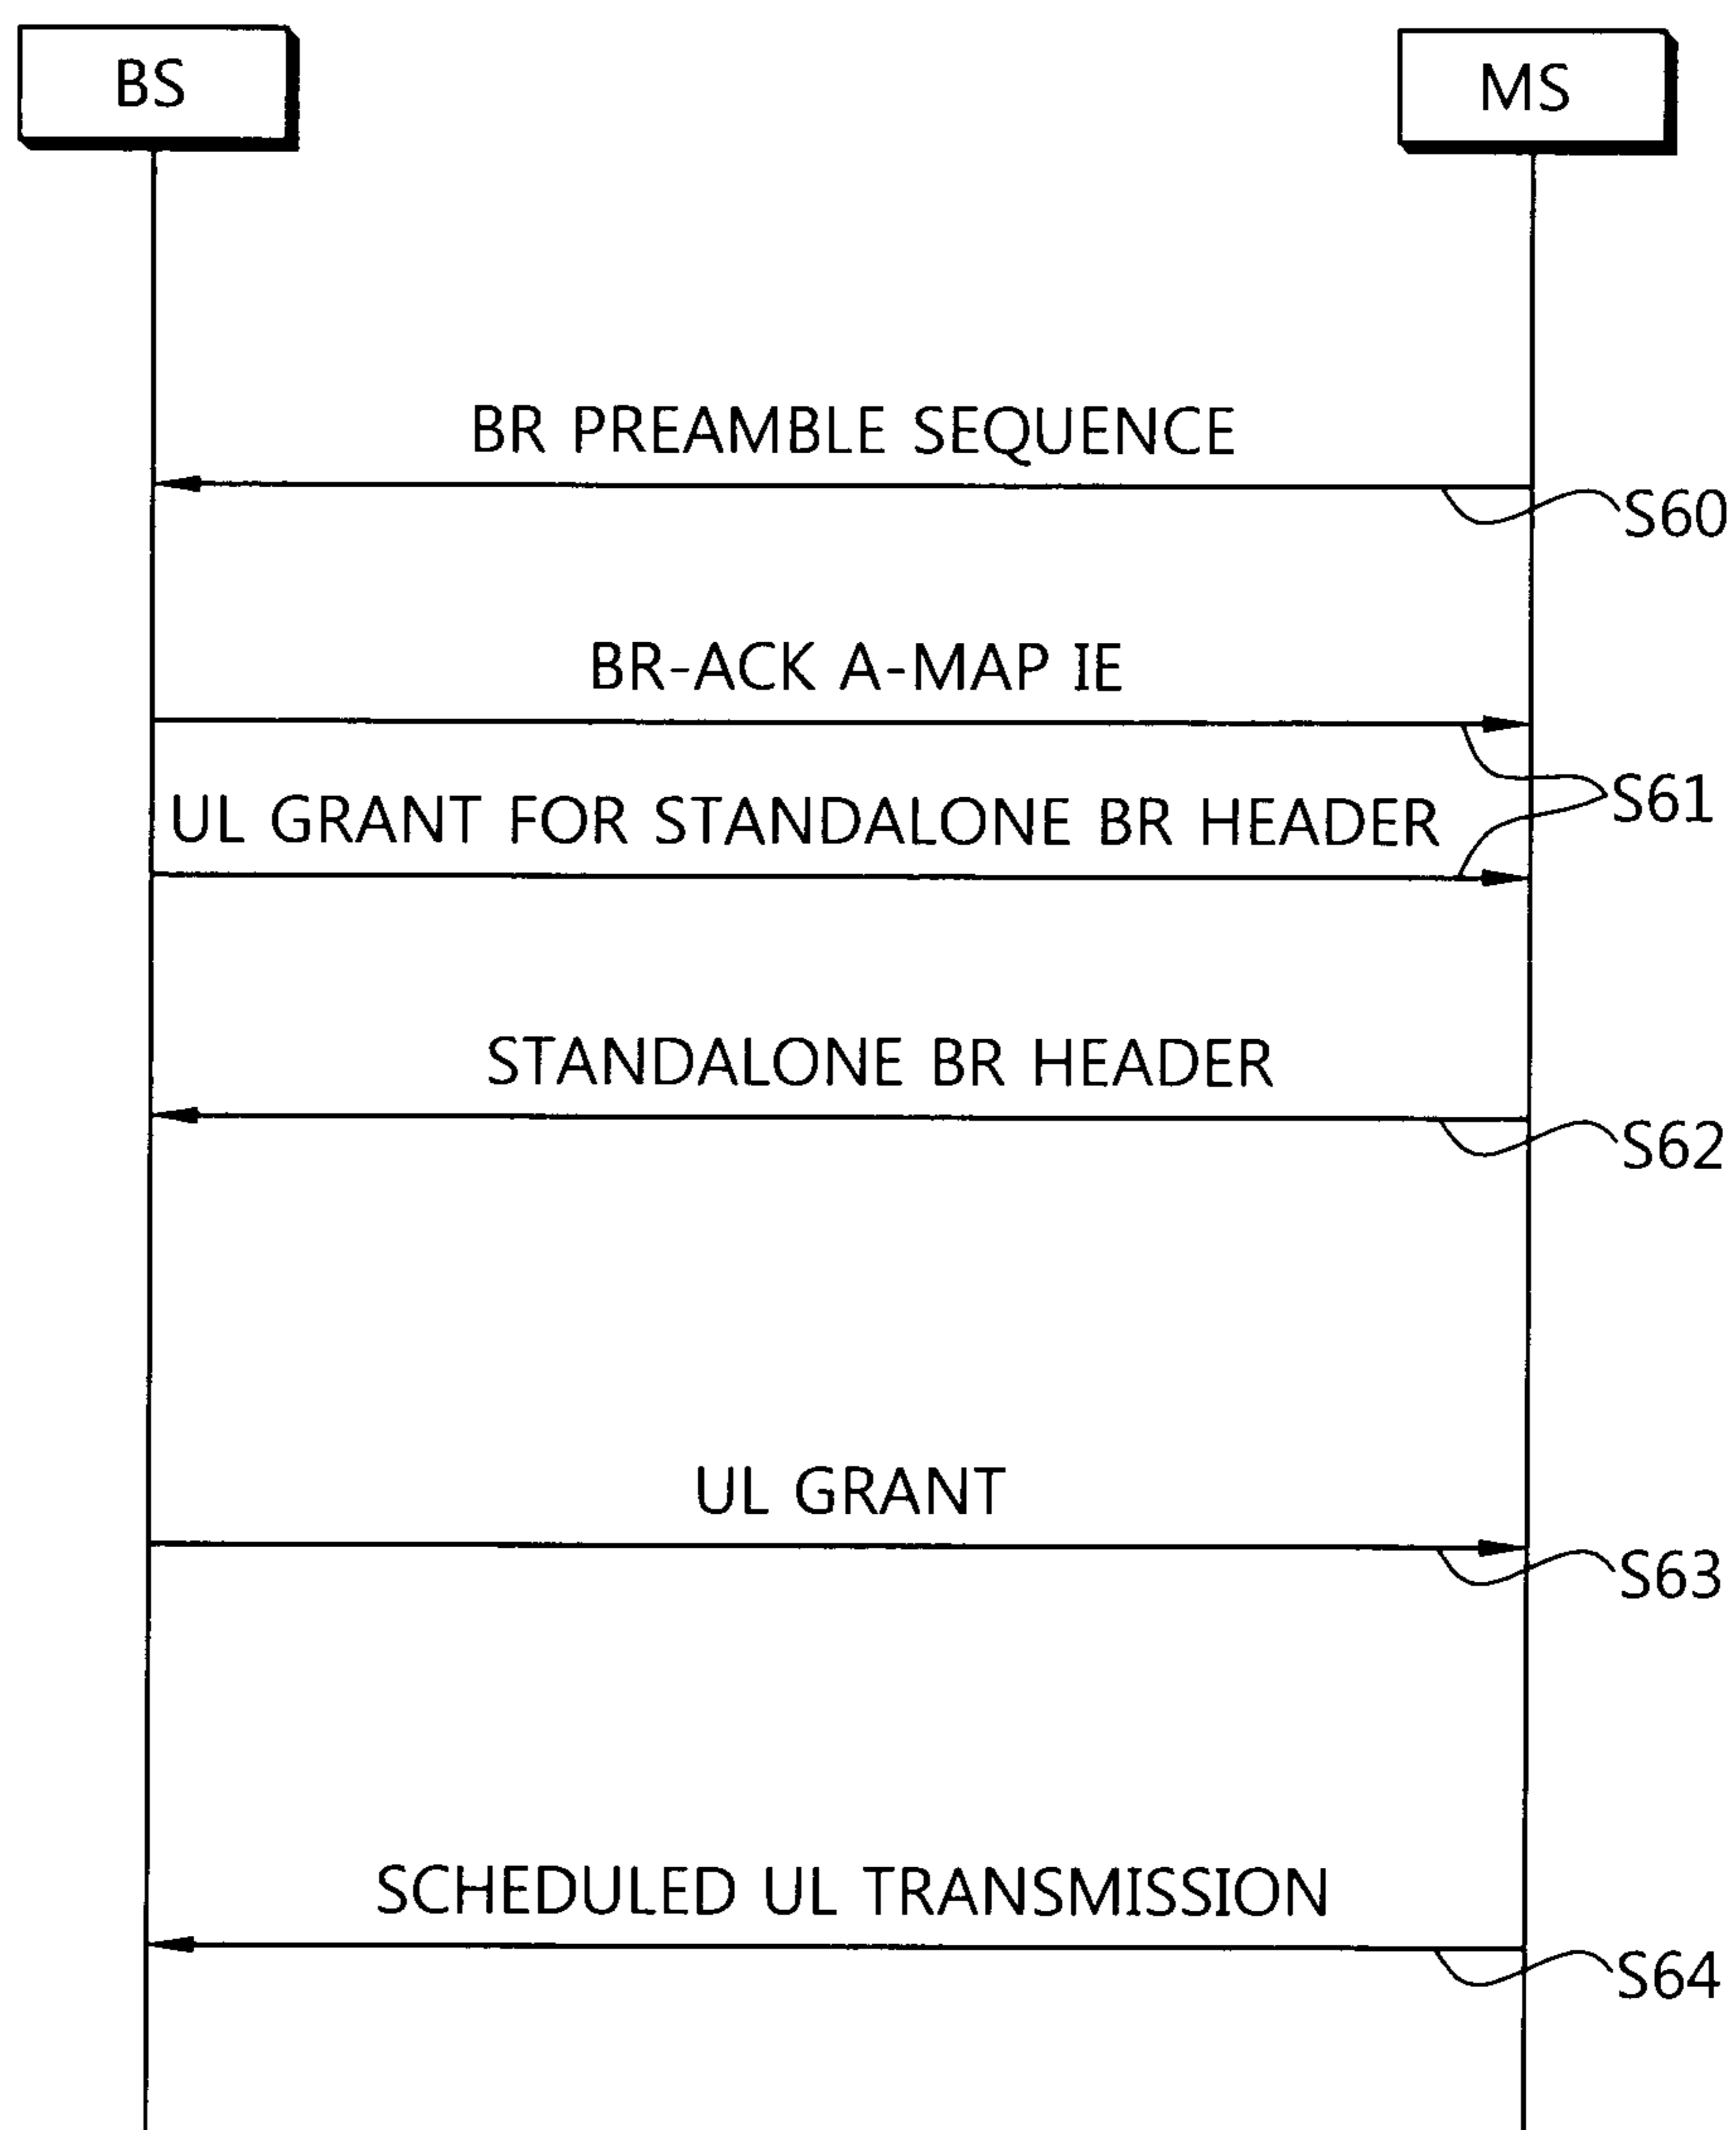 BS
MS
BR PREAMBLE SEQUENCE
S60
BR-ACK A-MAP IE
S61
UL GRANT FOR STANDALONE BR HEADER
STANDALONE BR HEADER
S62
UL GRANT
S63
SCHEDULED UL TRANSMISSION
S64